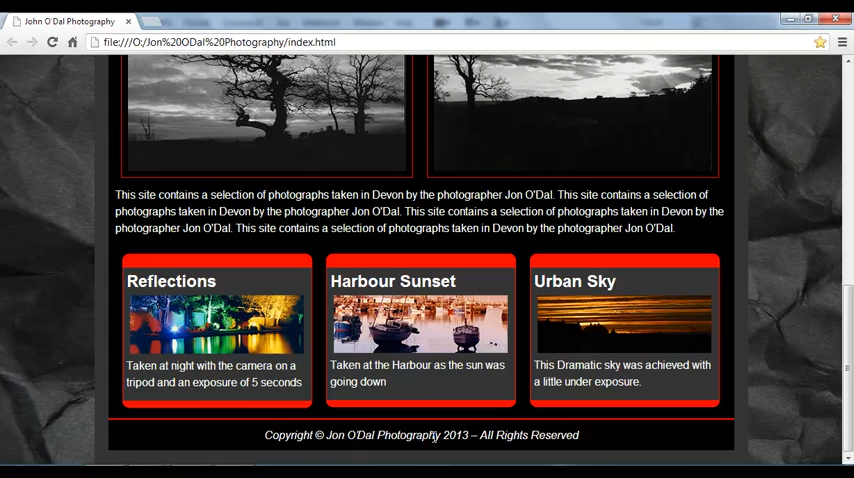 John O'Dal Photography
file:///O:/Jon%20ODal%20Photography/index.html
This site contains a selection of photographs taken in Devon by the photographer Jon O'Dal. This site contains a selection of
photographs taken in Devon by the photographer Jon O'Dal. This site contains a selection of photographs taken in Devon by the
photographer Jon O'Dal. This site contains a selection of photographs taken in Devon by the photographer Jon O'Dal.
Reflections
Taken at night with the camera on a
tripod and an exposure of 5 seconds
Harbour Sunset
Taken at the Harbour as the sun was
going down
Urban Sky
This Dramatic sky was achieved with
a little under exposure.
Copyright © Jon O'Dal Photography 2013 – All Rights Reserved